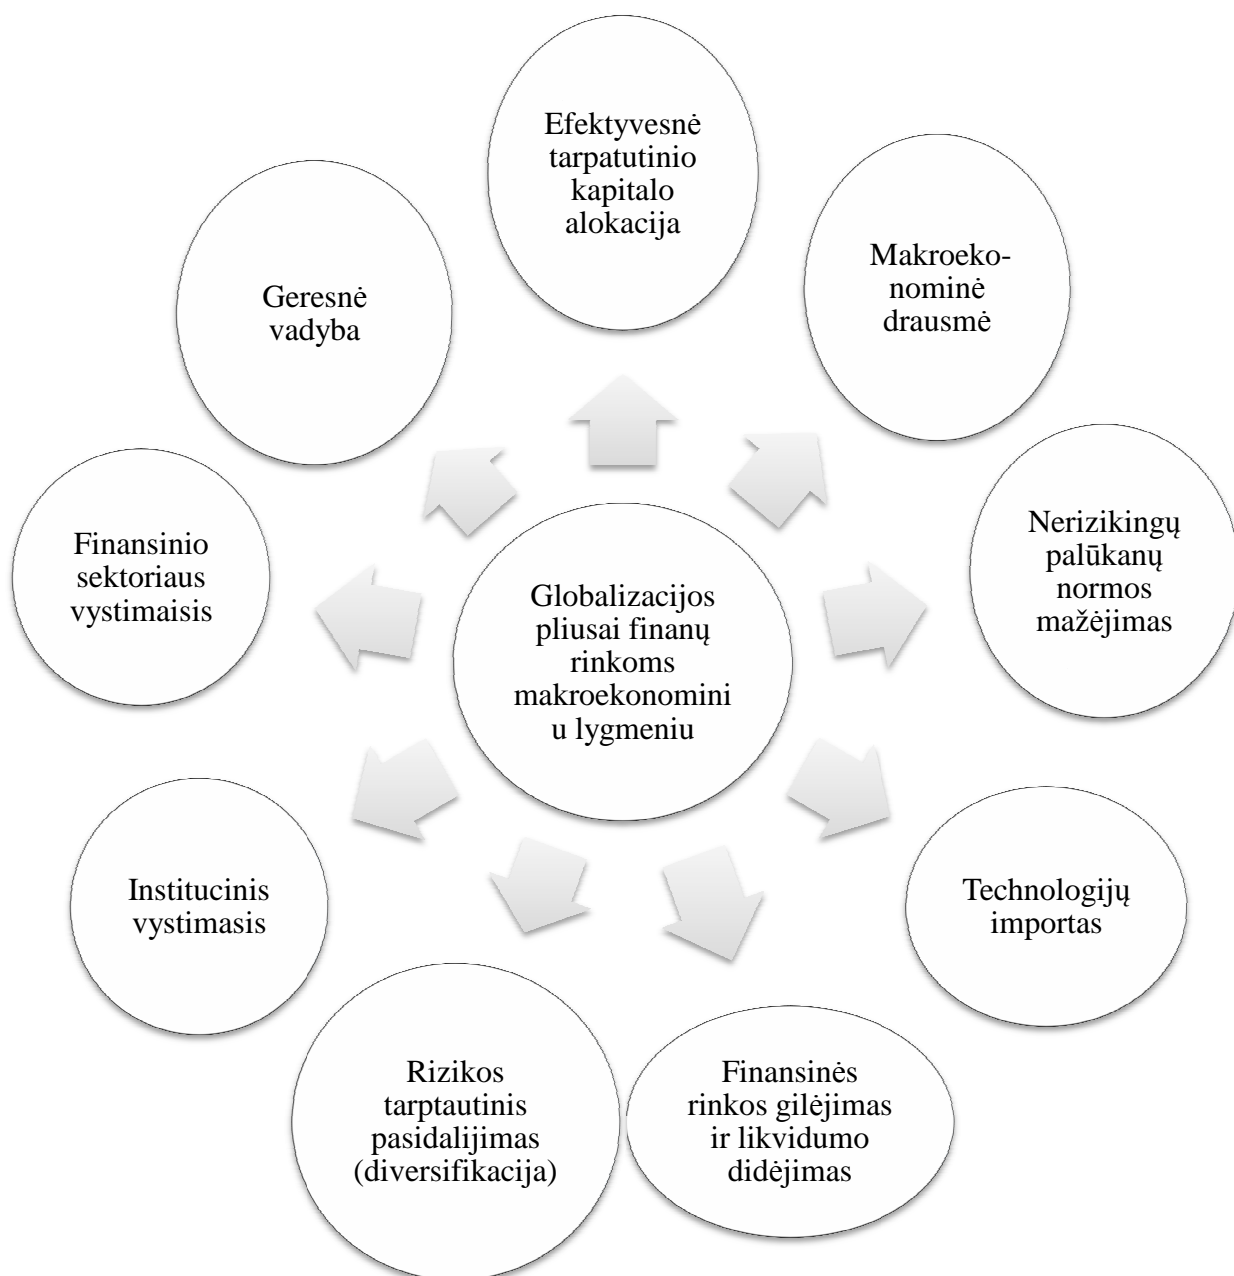 Efektyvesnė
tarpatutinio
kapitalo
alokacija
Makroeko-
nominė
drausmė
Geresnė
vadyba
Nerizikingų
palūkanų
normos
mažėjimas
Finansinio
sektoriaus
vystimaisis
Globalizacijos
pliusai finanų
rinkoms
makroekonomini
u lygmeniu
Institucinis
vystimasis
Technologijų
importas
Rizikos
tarptautinis
pasidalijimas
(diversifikacija)
Finansinės
rinkos gilėjimas
ir likvidumo
didėjimas